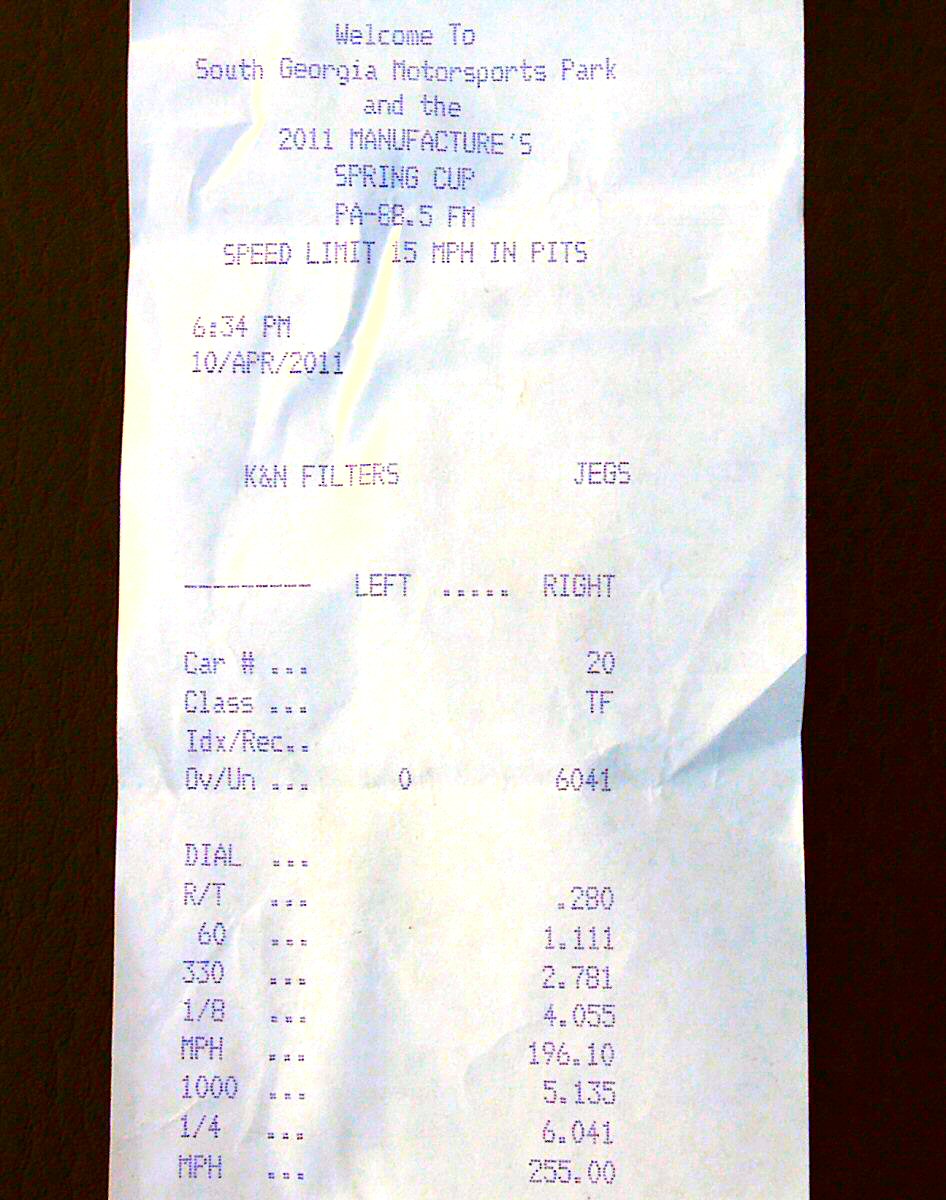 Welcome To
South Georgia Motorsports Park
and the
2011 MANUFACTURE'S
SPRING CUP
PA-88.5 FM
SPEED LIMIT 15 MPH IN PITS
6:34 PM
10/APR/2011
K&N FILTERS JEGS
--------- LEFT ..... RIGHT
Car # ... 20
Class ... TF
Idx/Rec..
Ov/Un ... 0 6041
DIAL ...
R/T ... .280
60 ... 1.111
330 ... 2.781
1/8 ... 4.055
MPH ... 196.10
1000 ... 5.135
1/4 ... 6.041
MPH ... 255.00